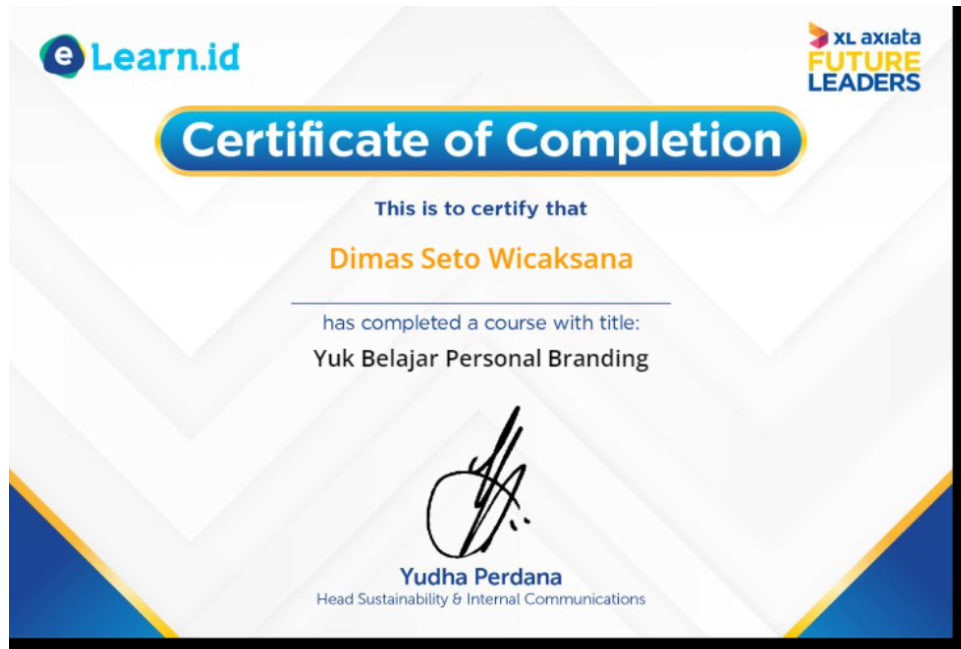 e Learn.id
XL axiata
FUTURE
LEADERS
Certificate of Completion
This is to certify that
Dimas Seto Wicaksana
has completed a course with title:
Yuk Belajar Personal Branding
Yudha Perdana
Head Sustainability & Internal Communications